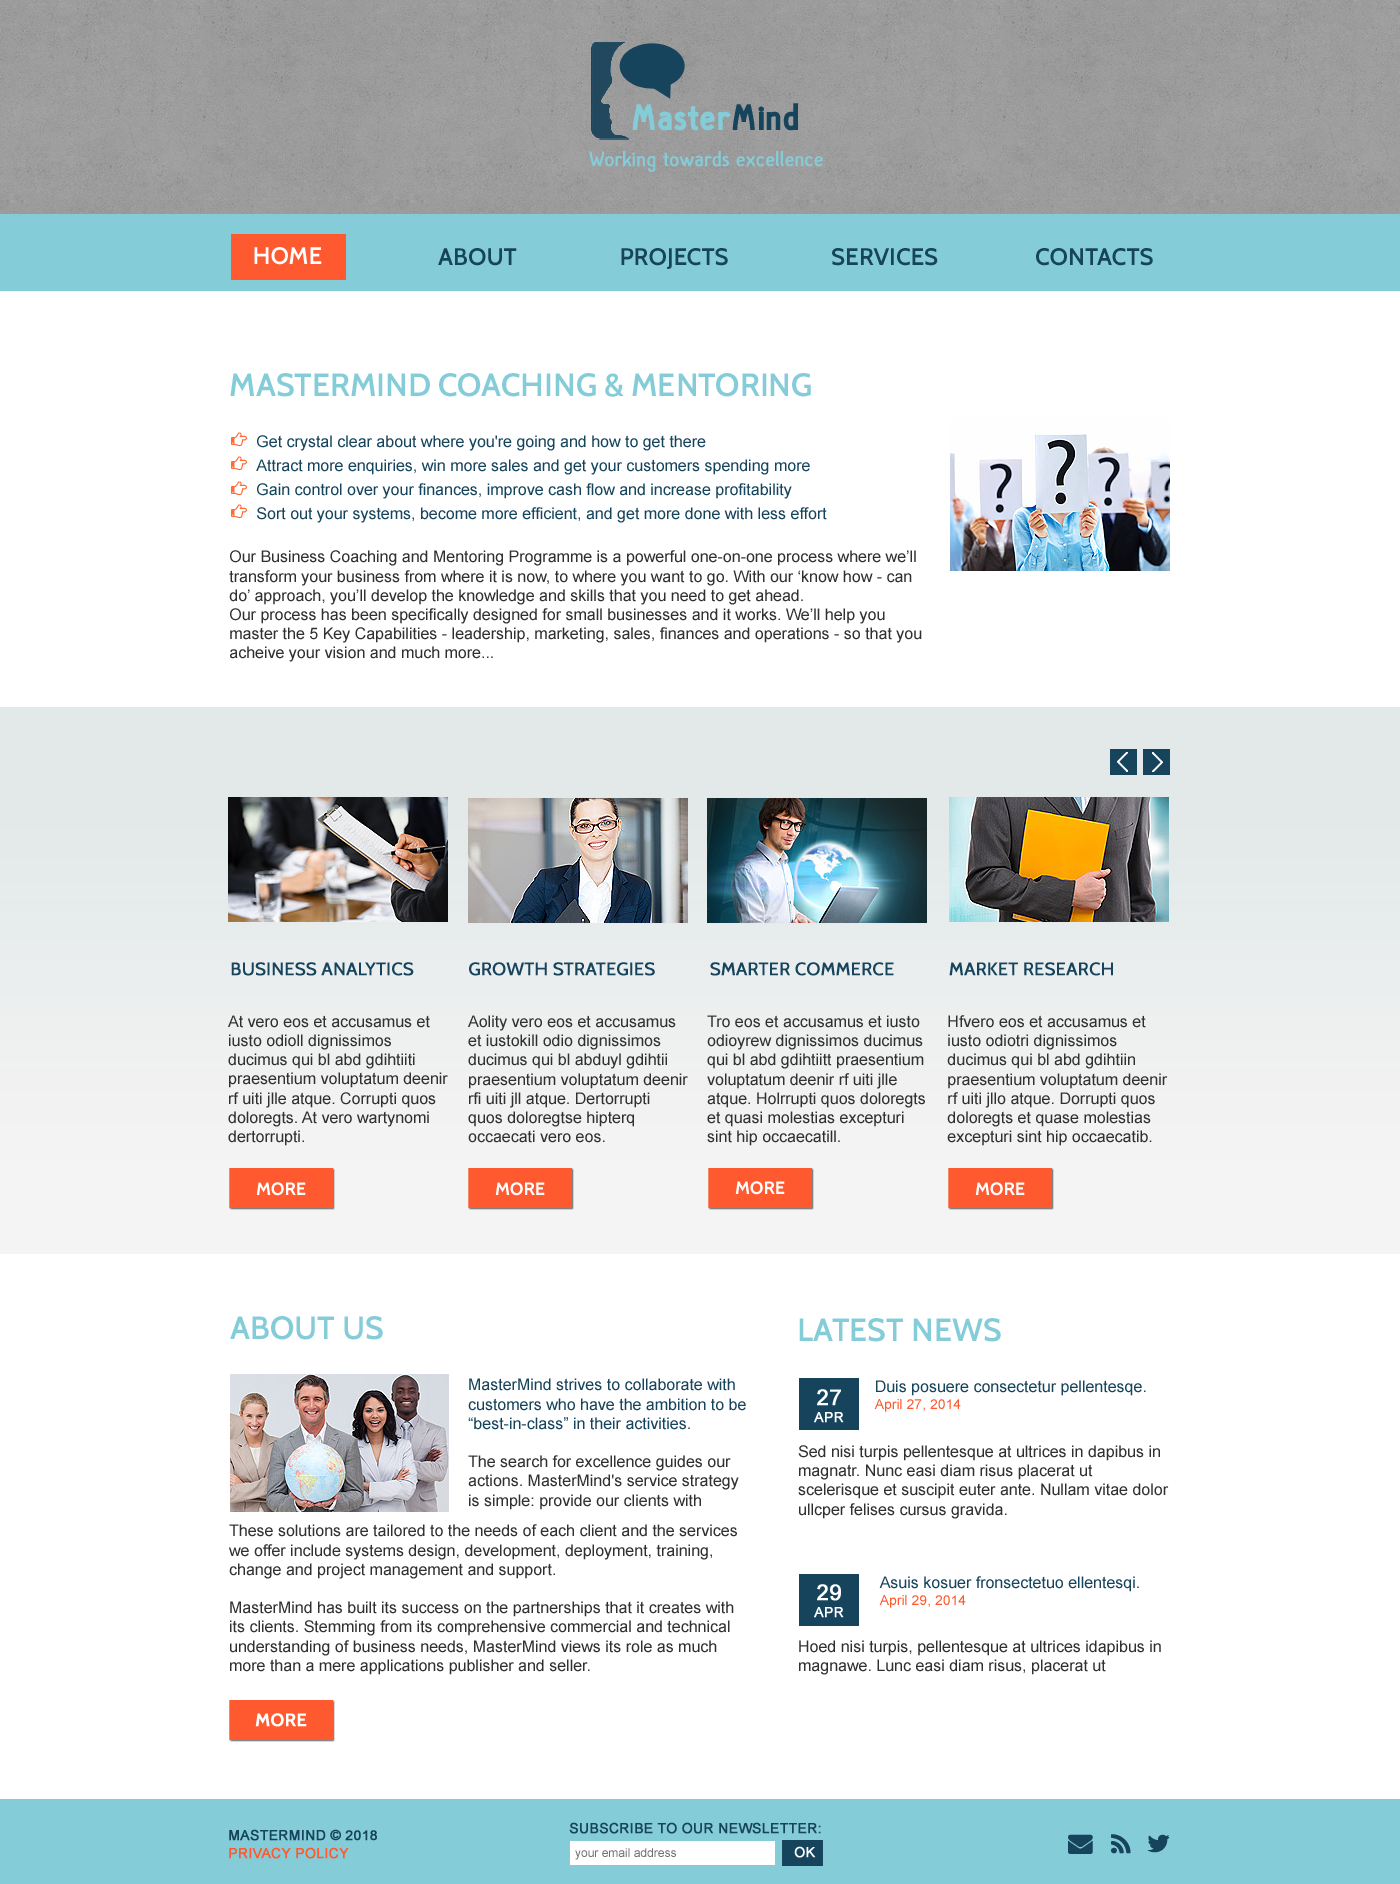 MasterMind
Working towards excellence
HOME ABOUT PROJECTS SERVICES CONTACTS
MASTERMIND COACHING & MENTORING
Get crystal clear about where you're going and how to get there
Attract more enquiries, win more sales and get your customers spending more
Gain control over your finances, improve cash flow and increase profitability
Sort out your systems, become more efficient, and get more done with less effort
? ? ? ?
Our Business Coaching and Mentoring Programme is a powerful one-on-one process where we’ll
transform your business from where it is now, to where you want to go. With our ‘know how - can
do’ approach, you’ll develop the knowledge and skills that you need to get ahead.
Our process has been specifically designed for small businesses and it works. We’ll help you
master the 5 Key Capabilities - leadership, marketing, sales, finances and operations - so that you
acheive your vision and much more...
BUSINESS ANALYTICS
At vero eos et accusamus et
iusto odioll dignissimos
ducimus qui bl abd gdihtiiti
praesentium voluptatum deenir
rf uiti jlle atque. Corrupti quos
doloregts. At vero wartynomi
dertorrupti.
MORE
GROWTH STRATEGIES
Aolity vero eos et accusamus
et iustokill odio dignissimos
ducimus qui bl abduyl gdihtii
praesentium voluptatum deenir
rfi uiti jll atque. Dertorrupti
quos doloregtse hipterq
occaecati vero eos.
MORE
SMARTER COMMERCE
Tro eos et accusamus et iusto
odioyrew dignissimos ducimus
qui bl abd gdihtiitt praesentium
voluptatum deenir rf uiti jlle
atque. Holrrupti quos doloregts
et quasi molestias excepturi
sint hip occaecatill.
MORE
MARKET RESEARCH
Hfvero eos et accusamus et
iusto odiotri dignissimos
ducimus qui bl abd gdihtiin
praesentium voluptatum deenir
rf uiti jllo atque. Dorrupti quos
doloregts et quase molestias
excepturi sint hip occaecatib.
MORE
ABOUT US
MasterMind strives to collaborate with
customers who have the ambition to be
“best-in-class” in their activities.
The search for excellence guides our
actions. MasterMind's service strategy
is simple: provide our clients with
These solutions are tailored to the needs of each client and the services
we offer include systems design, development, deployment, training,
change and project management and support.
MasterMind has built its success on the partnerships that it creates with
its clients. Stemming from its comprehensive commercial and technical
understanding of business needs, MasterMind views its role as much
more than a mere applications publisher and seller.
MORE
LATEST NEWS
27
APR
Duis posuere consectetur pellentesqe.
April 27, 2014
Sed nisi turpis pellentesque at ultrices in dapibus in
magnatr. Nunc easi diam risus placerat ut
scelerisque et suscipit euter ante. Nullam vitae dolor
ullcper felises cursus gravida.
29
APR
Asuis kosuer fronsectetuo ellentesqi.
April 29, 2014
Hoed nisi turpis, pellentesque at ultrices idapibus in
magnawe. Lunc easi diam risus, placerat ut
MASTERMIND © 2018
PRIVACY POLICY
SUBSCRIBE TO OUR NEWSLETTER:
your email address OK